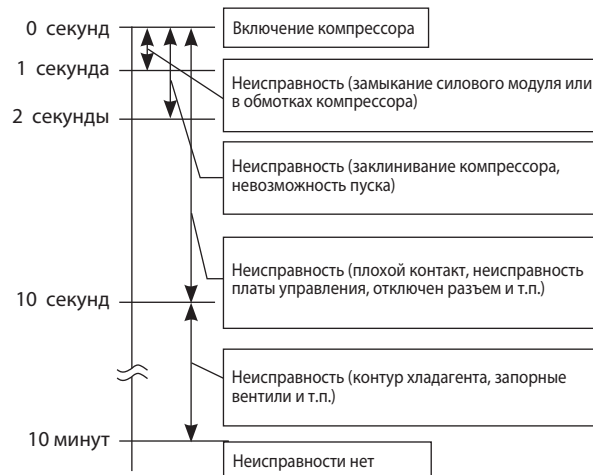 0 секунд
Включение компрессора
1 секунда
Неисправность (замыкание силового модуля или
в обмотках компрессора)
2 секунды
Неисправность (заклинивание компрессора,
невозможность пуска)
Неисправность (плохой контакт, неисправность
платы управления, отключен разъем и т.п.)
10 секунд
Неисправность (контур хладагента, запорные
вентили и т.п.)
10 минут
Неисправности нет